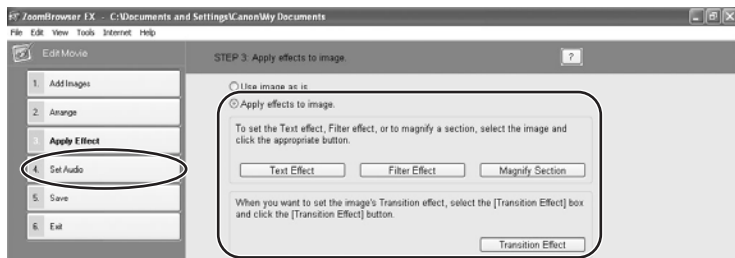 ZoomBrowser EX - C:\Documents and Settings\Canon\My Documents
File Edit View Tools Internet Help
Edit Movie
STEP 3: Apply effects to image.
?
1. Add Images
2. Arrange
3. Apply Effect
4. Set Audio
5. Save
6. Exit
Use image as is.
Apply effects to image.
To set the Text effect, Filter effect, or to magnify a section, select the image and
click the appropriate button.
Text Effect Filter Effect Magnify Section
When you want to set the image's Transition effect, select the [Transition Effect] box
and click the [Transition Effect] button.
Transition Effect